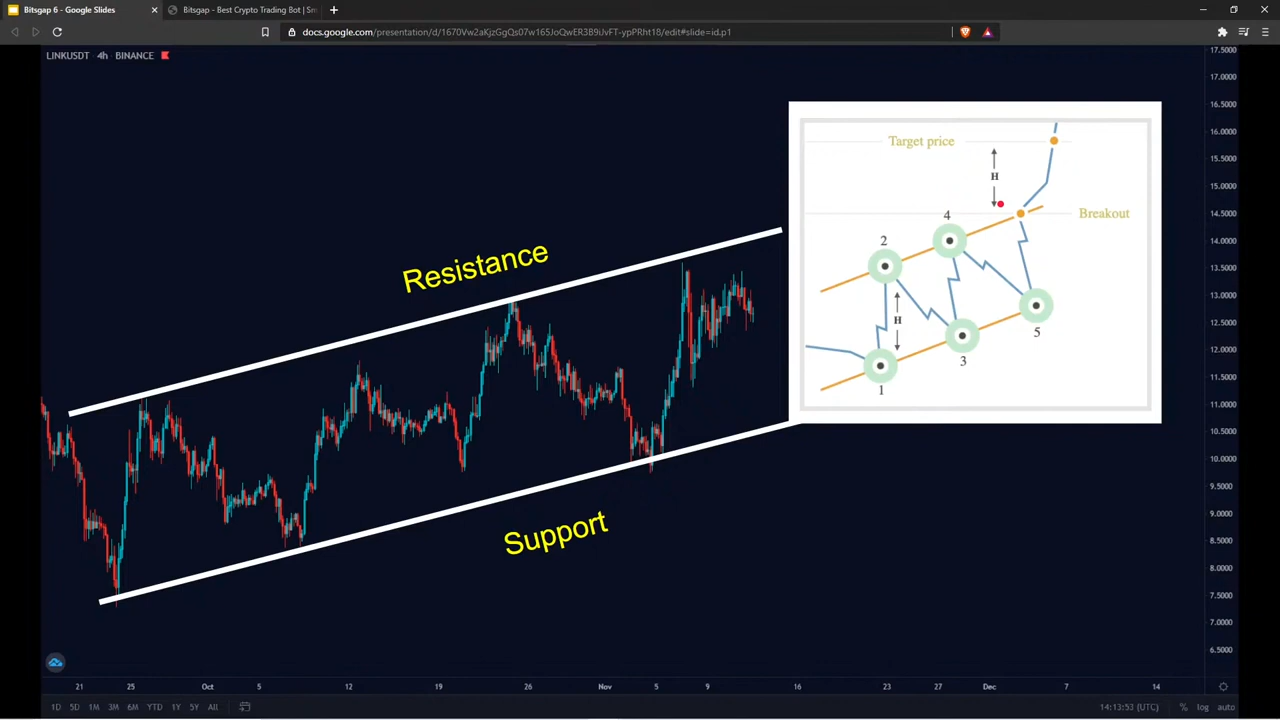 Bitsgap 6 - Google Slides
Bitsgap - Best Crypto Trading Bot | Sm
docs.google.com/presentation/d/1670Vw2aKjzGgQs07w165JoQwER3B9iJvFT-ypPRht18/edit#slide=id.p1
LINKUSDT 4h BINANCE
17.5000
17.0000
16.5000
16.0000
15.5000
15.0000
14.5000
14.0000
13.5000
13.0000
12.5000
12.0000
11.5000
11.0000
10.5000
10.0000
9.5000
9.0000
8.5000
8.0000
7.5000
7.0000
6.5000
Target price
H
Breakout
4
2
H
5
3
1
Resistance
Support
21 25 Oct 5 12 19 26 Nov 5 9 16 23 27 Dec 7 14
1D 5D 1M 3M 6M YTD 1Y 5Y All
14:13:53 (UTC) % log auto